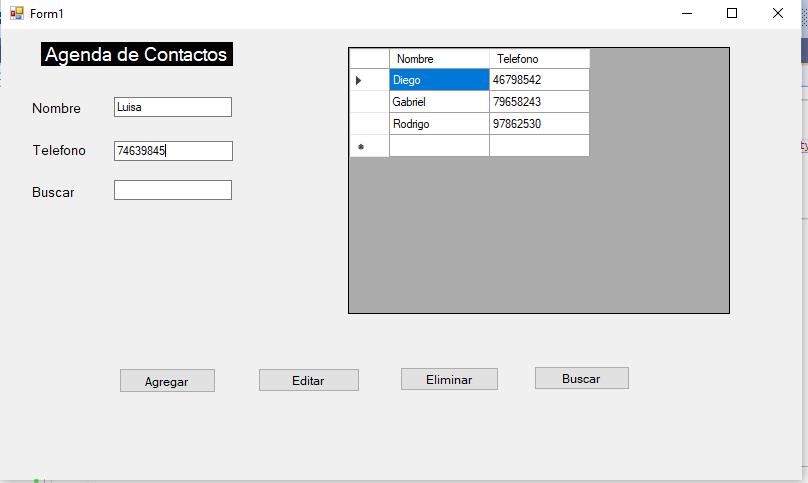 Form1
Agenda de Contactos
Nombre Luisa
Telefono 74639845
Buscar
Nombre Telefono
Diego 46798542
Gabriel 79658243
Rodrigo 97862530
Agregar Editar Eliminar Buscar